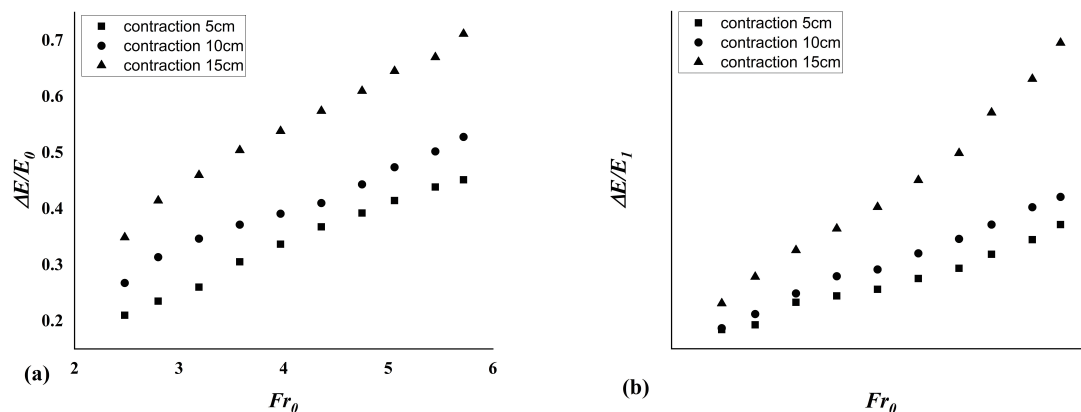 contraction 5cm
contraction 10cm
contraction 15cm
0.7
0.6
0.5
0.4
0.3
0.2
ΔE/E0
2 3 4 5 6
(a)
Fr0
contraction 5cm
contraction 10cm
contraction 15cm
ΔE/E1
(b)
Fr0